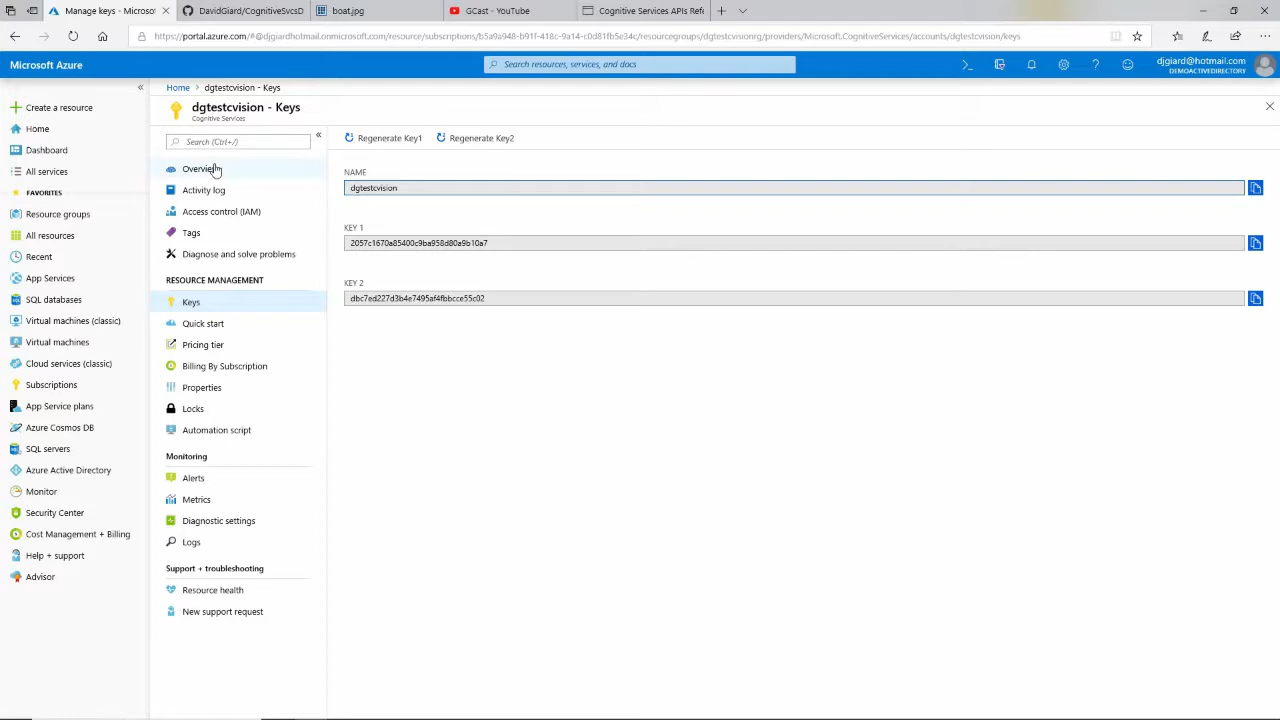 Manage keys - Microsof
DavidGiard/CognitiveSvcsD
boat.jpg
GCast - YouTube
Cognitive Services APIs Refe
https://portal.azure.com/#@djgiardhotmail.onmicrosoft.com/resource/subscriptions/b5a9a948-b91f-418c-9a14-c0d81fb5e34c/resourcegroups/dgtestcvisionrg/providers/Microsoft.CognitiveServices/accounts/dgtestcvision/keys
Microsoft Azure
Search resources, services, and docs
djgiard@hotmail.com
DEMOACTIVEDIRECTORY
Create a resource
Home
Dashboard
All services
FAVORITES
Resource groups
All resources
Recent
App Services
SQL databases
Virtual machines (classic)
Virtual machines
Cloud services (classic)
Subscriptions
App Service plans
Azure Cosmos DB
SQL servers
Azure Active Directory
Monitor
Security Center
Cost Management + Billing
Help + support
Advisor
Home > dgtestcvision - Keys
dgtestcvision - Keys
Cognitive Services
Search (Ctrl+/)
Overview
Activity log
Access control (IAM)
Tags
Diagnose and solve problems
RESOURCE MANAGEMENT
Keys
Quick start
Pricing tier
Billing By Subscription
Properties
Locks
Automation script
Monitoring
Alerts
Metrics
Diagnostic settings
Logs
Support + troubleshooting
Resource health
New support request
Regenerate Key1
Regenerate Key2
NAME
dgtestcvision
KEY 1
2057c1670a85400c9ba958d80a9b10a7
KEY 2
dbc7ed227d3b4e7495af4fbbcce55c02